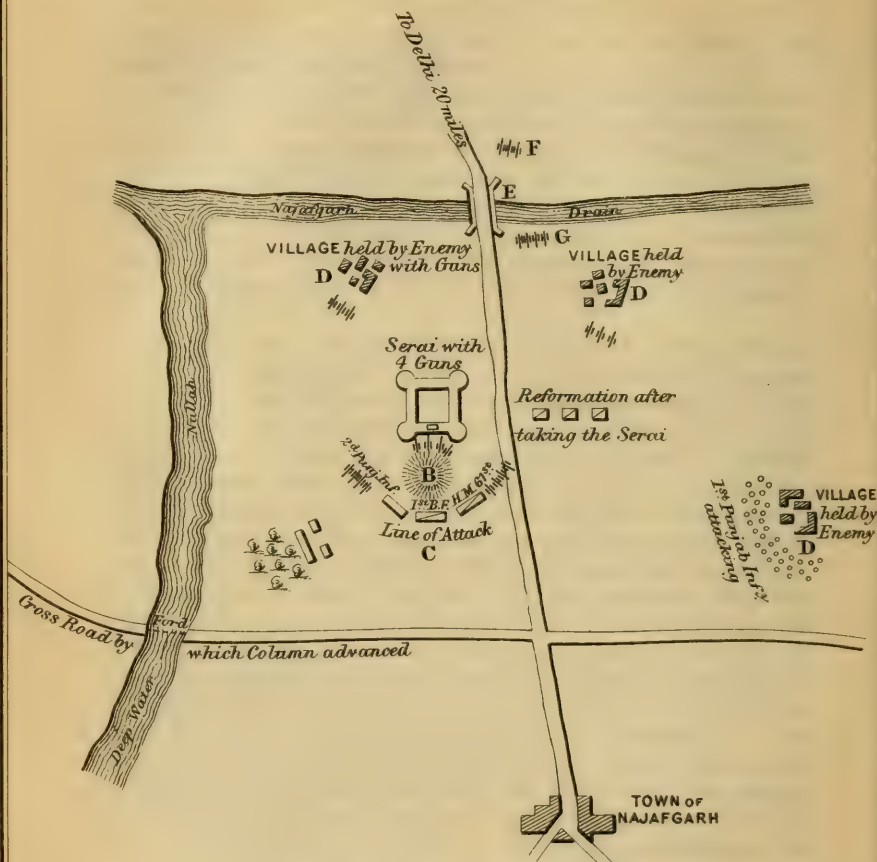 To Delhi 20 miles
F
E
Najafgarh Drain
G
VILLAGE held by Enemy
with Guns
D
VILLAGE held
by Enemy
D
Serai with
4 Guns
Nullah
Reformation after
taking the Serai
2d. Punj. Inf.
B
1st B.F.
H.M. 61st
Line of Attack
C
1st Punjab Infy
attacking
VILLAGE
held by
Enemy
D
Cross Road by
Ford
which Column advanced
Deep Water
TOWN OF
NAJAFGARH